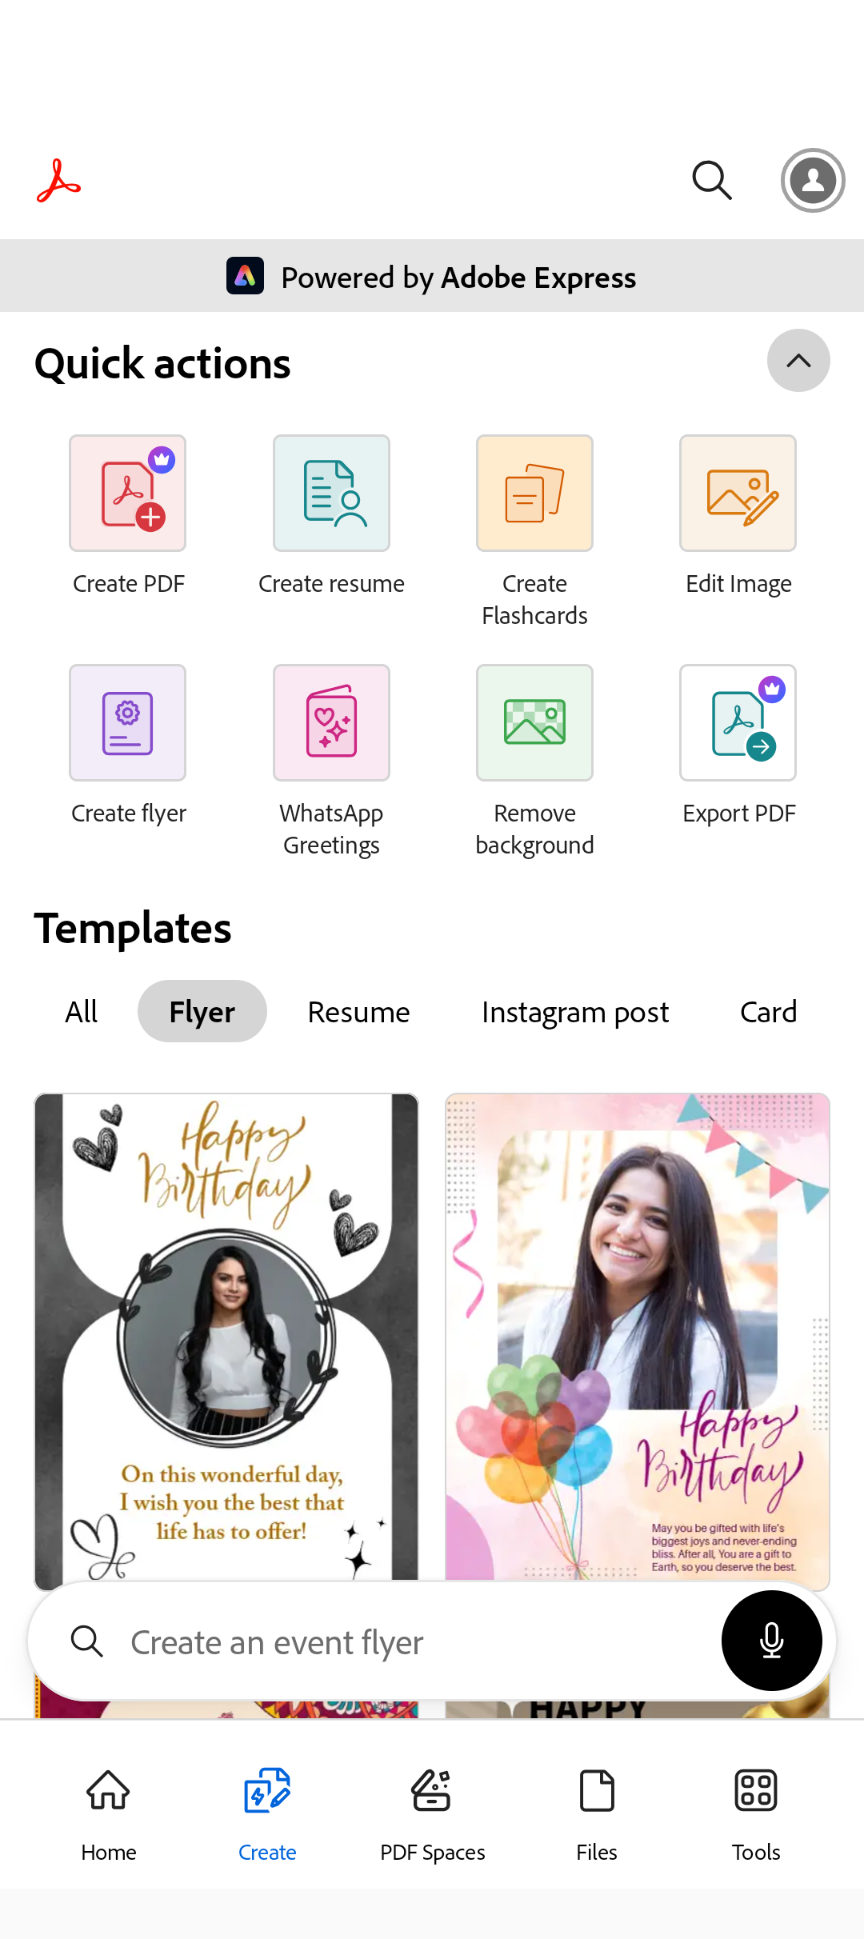 Powered by Adobe Express
Quick actions
Create PDF
Create resume
Create
Flashcards
Edit Image
Create flyer
WhatsApp
Greetings
Remove
background
Export PDF
Templates
All
Flyer
Resume
Instagram post
Card
Happy
Birthday
On this wonderful day,
I wish you the best that
life has to offer!
Happy
Birthday
May you be gifted with life's
biggest joys and never-ending
bliss. After all, You are a gift to
Earth, so you deserve the best.
Create an event flyer
HAPPY
Home
Create
PDF Spaces
Files
Tools